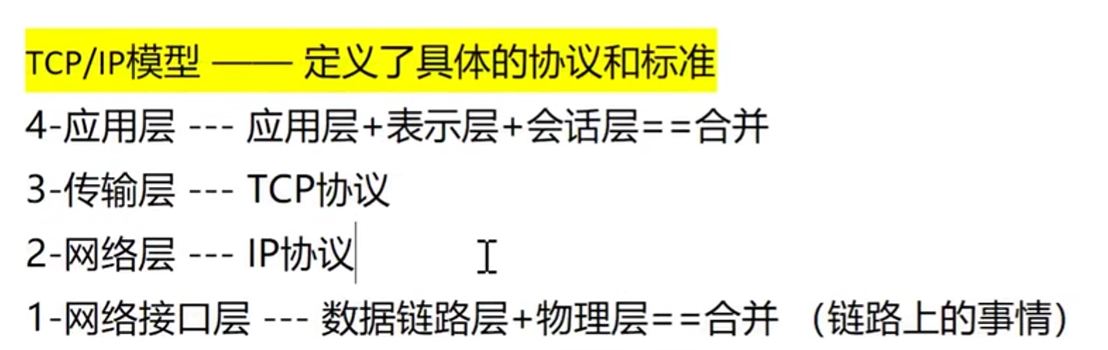 TCP/IP模型 —— 定义了具体的协议和标准
4-应用层 --- 应用层+表示层+会话层==合并
3-传输层 --- TCP协议
2-网络层 --- IP协议
1-网络接口层 --- 数据链路层+物理层==合并 （链路上的事情）